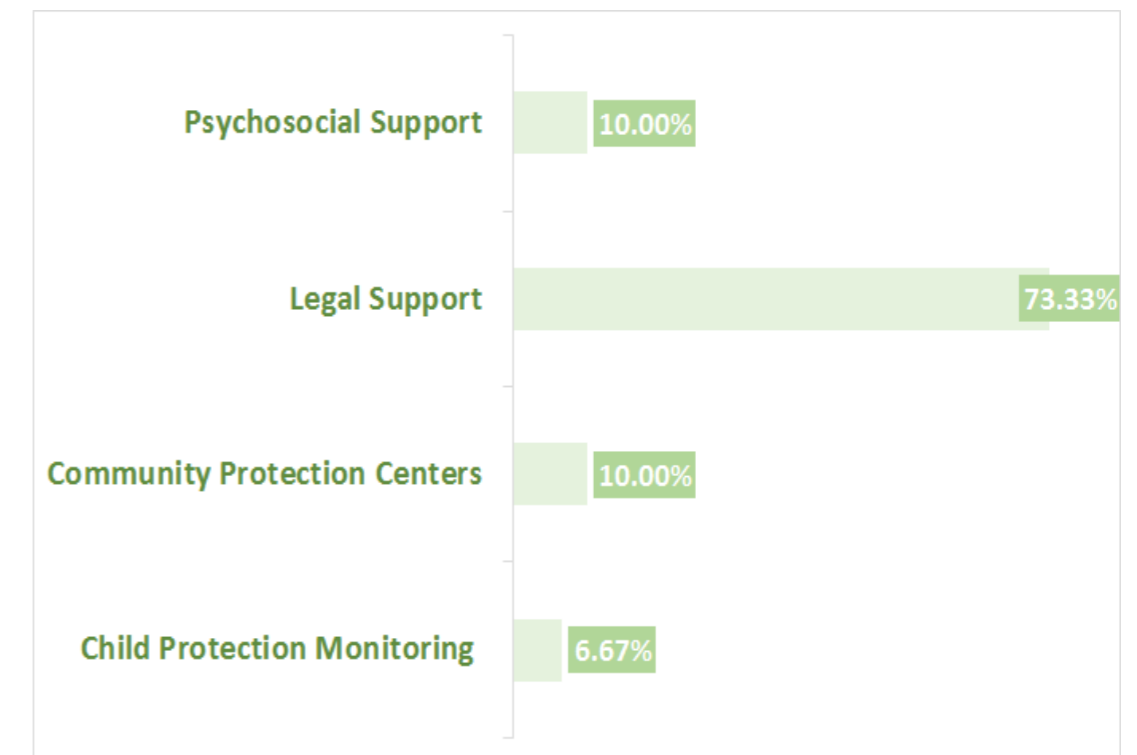 Psychosocial Support 10.00%
Legal Support 73.33%
Community Protection Centers 10.00%
Child Protection Monitoring 6.67%